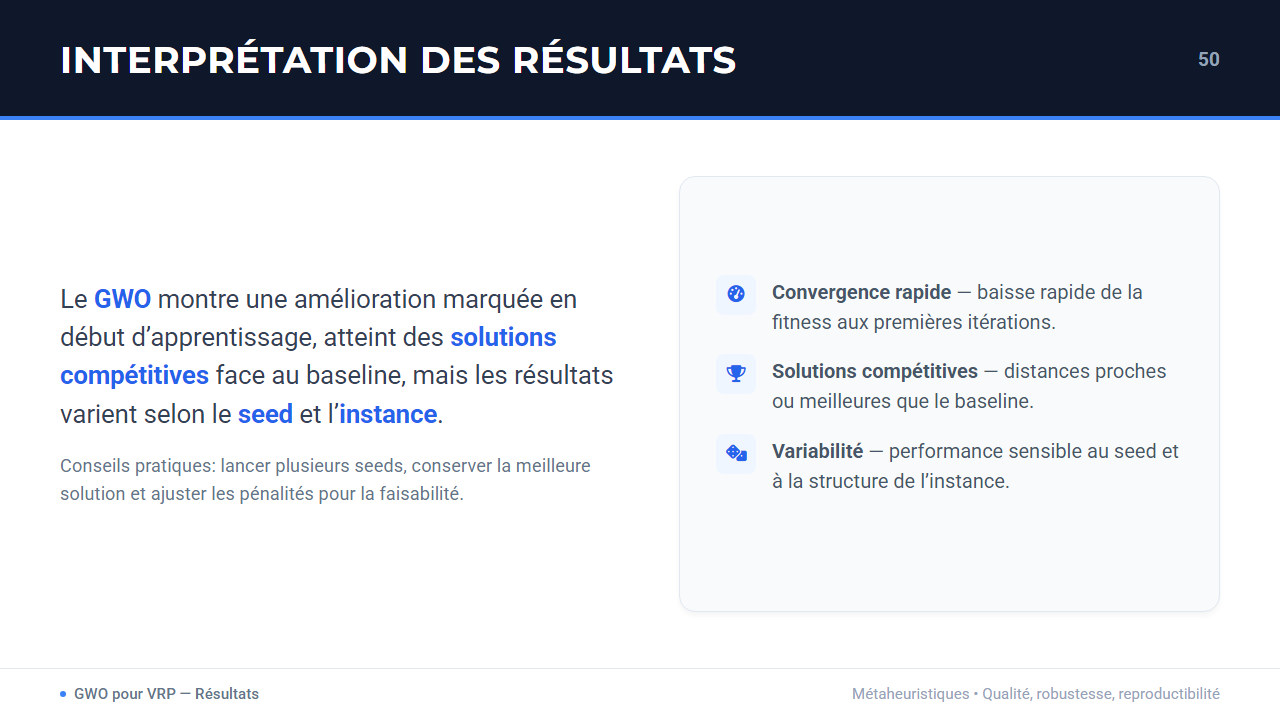 INTERPRÉTATION DES RÉSULTATS
50
Le GWO montre une amélioration marquée en
début d’apprentissage, atteint des solutions
compétitives face au baseline, mais les résultats
varient selon le seed et l’instance.
Conseils pratiques: lancer plusieurs seeds, conserver la meilleure
solution et ajuster les pénalités pour la faisabilité.
Convergence rapide — baisse rapide de la
fitness aux premières itérations.
Solutions compétitives — distances proches
ou meilleures que le baseline.
Variabilité — performance sensible au seed et
à la structure de l’instance.
GWO pour VRP — Résultats
Métaheuristiques • Qualité, robustesse, reproductibilité